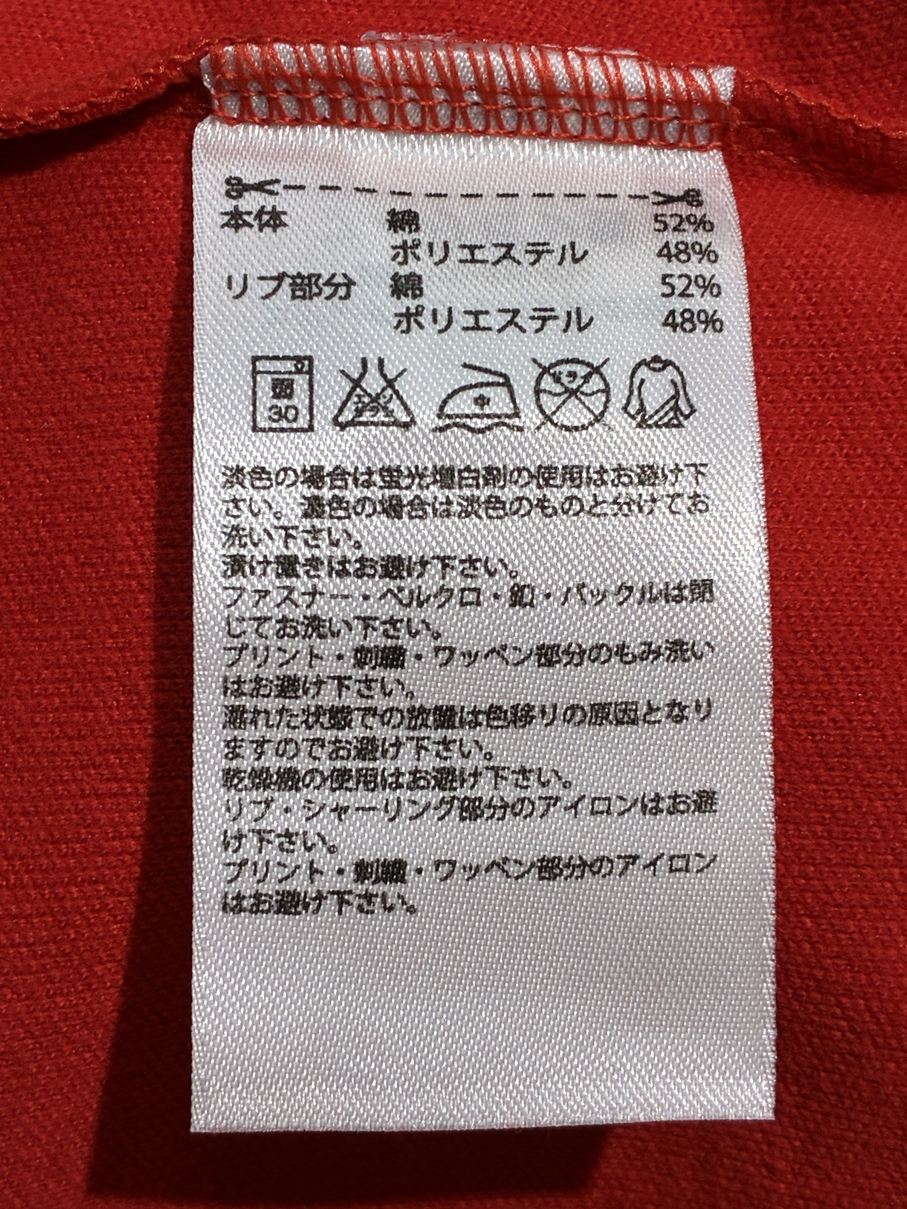 本体 綿 52%
ポリエステル 48%
リブ部分 綿 52%
ポリエステル 48%
弱 30 エンソ サラシ 中
淡色の場合は蛍光増白剤の使用はお避け下
さい。濃色の場合は淡色のものと分けてお
洗い下さい。
漬け置きはお避け下さい。
ファスナー・ベルクロ・釦・バックルは閉
じてお洗い下さい。
プリント・刺繍・ワッペン部分のもみ洗い
はお避け下さい。
濡れた状態での放置は色移りの原因となり
ますのでお避け下さい。
乾燥機の使用はお避け下さい。
リブ・シャーリング部分のアイロンはお避
け下さい。
プリント・刺繍・ワッペン部分のアイロン
はお避け下さい。